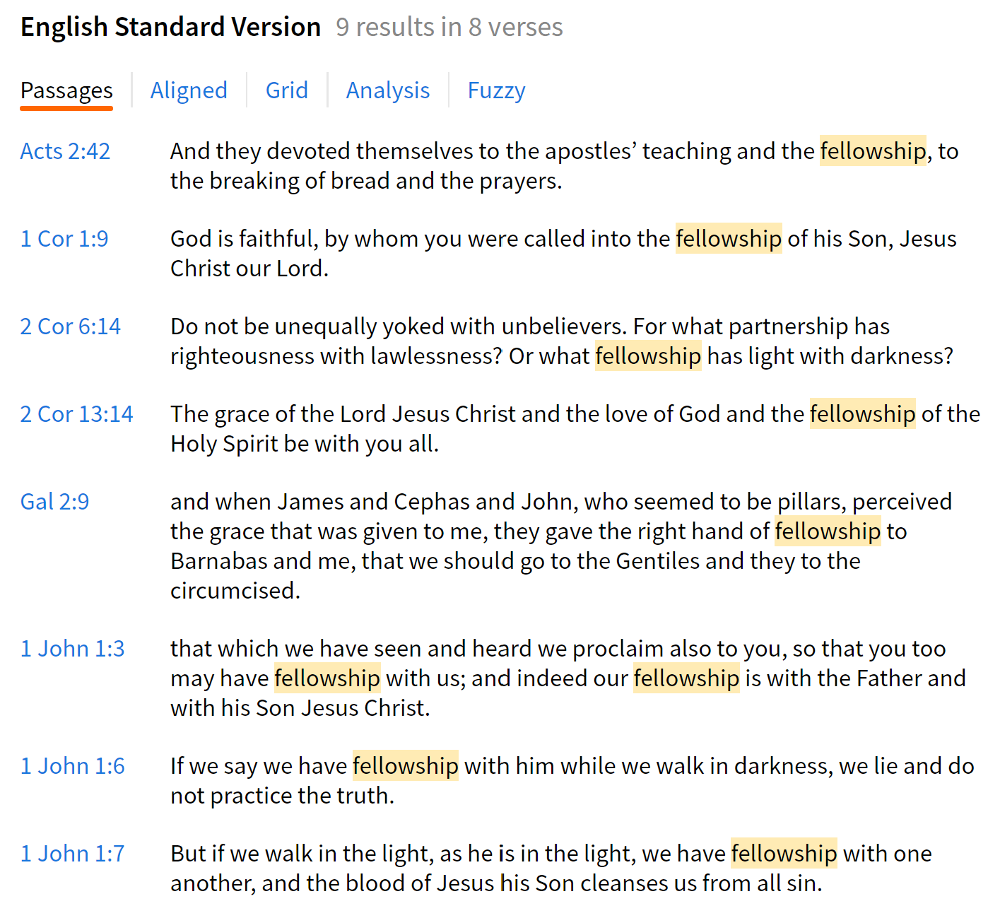 English Standard Version 9 results in 8 verses
Passages Aligned Grid Analysis Fuzzy
Acts 2:42 And they devoted themselves to the apostles’ teaching and the fellowship, to
the breaking of bread and the prayers.
1 Cor 1:9 God is faithful, by whom you were called into the fellowship of his Son, Jesus
Christ our Lord.
2 Cor 6:14 Do not be unequally yoked with unbelievers. For what partnership has
righteousness with lawlessness? Or what fellowship has light with darkness?
2 Cor 13:14 The grace of the Lord Jesus Christ and the love of God and the fellowship of the
Holy Spirit be with you all.
Gal 2:9 and when James and Cephas and John, who seemed to be pillars, perceived
the grace that was given to me, they gave the right hand of fellowship to
Barnabas and me, that we should go to the Gentiles and they to the
circumcised.
1 John 1:3 that which we have seen and heard we proclaim also to you, so that you too
may have fellowship with us; and indeed our fellowship is with the Father and
with his Son Jesus Christ.
1 John 1:6 If we say we have fellowship with him while we walk in darkness, we lie and do
not practice the truth.
1 John 1:7 But if we walk in the light, as he is in the light, we have fellowship with one
another, and the blood of Jesus his Son cleanses us from all sin.